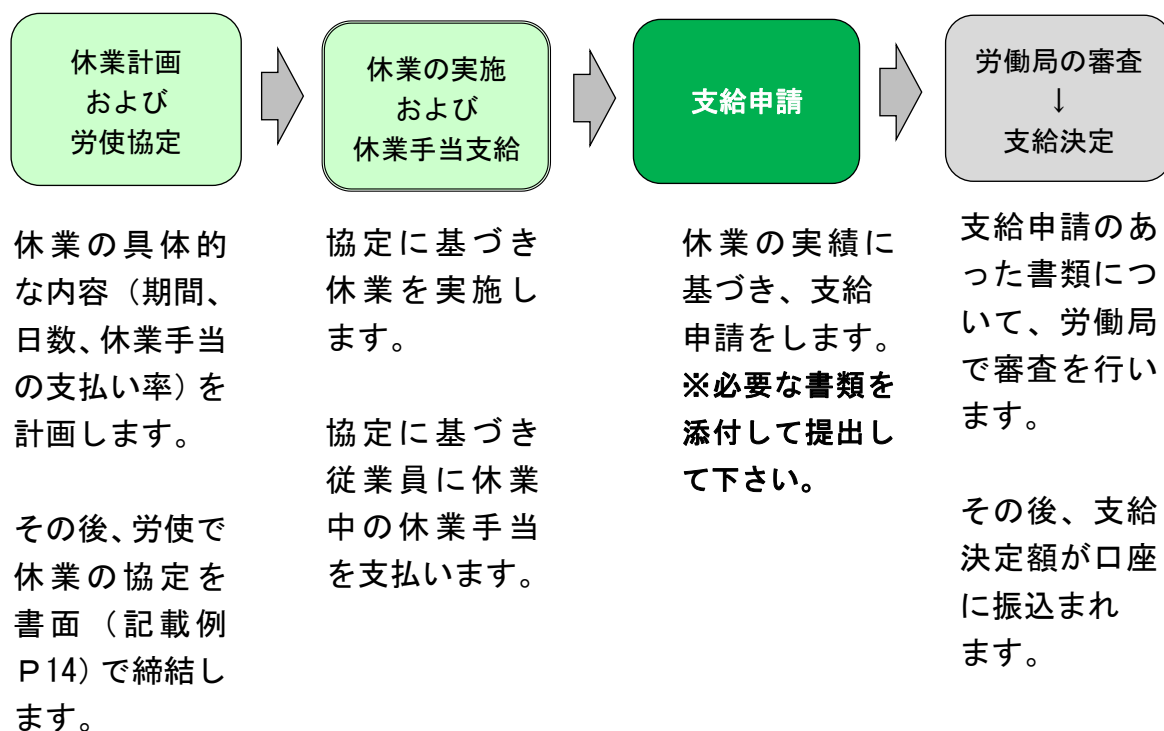 休業計画
および
労使協定
休業の実施
および
休業手当支給
支給申請
労働局の審査
↓
支給決定
休業の具体的
な内容（期間、
日数、休業手当
の支払い率）を
計画します。
その後、労使で
休業の協定を
書面（記載例
Ｐ14）で締結し
ます。
協定に基づき
休業を実施し
ます。
協定に基づき
従業員に休業
中の休業手当
を支払います。
休業の実績に
基づき、支給
申請をします。
※必要な書類を
添付して提出し
て下さい。
支給申請のあ
った書類につ
いて、労働局
で審査を行い
ます。
その後、支給
決定額が口座
に振込まれ
ます。